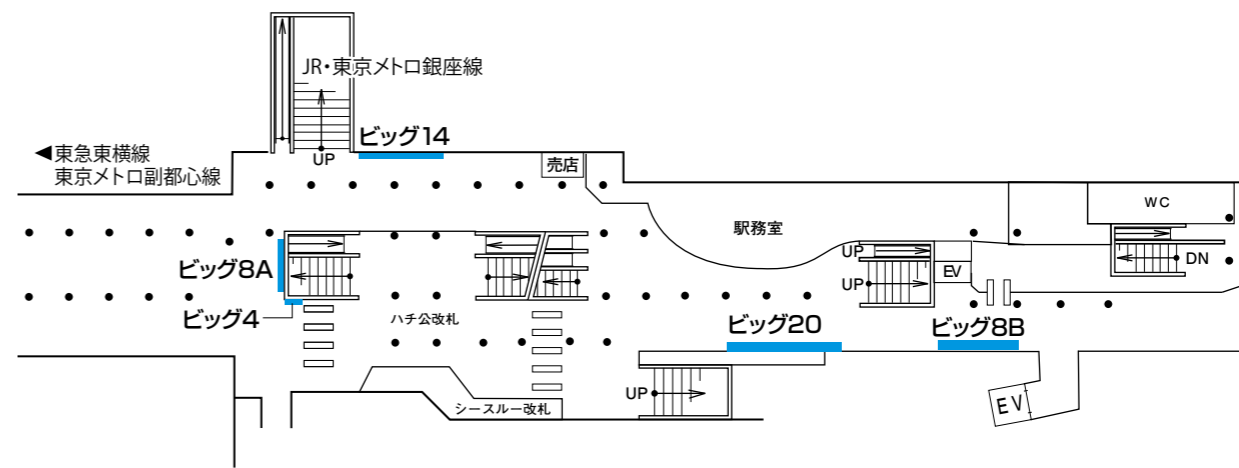 JR・東京メトロ銀座線
ビッグ14
◀東急東横線
東京メトロ副都心線
UP
売店
WC
駅務室
ビッグ8A
UP
EV
DN
UP
ビッグ4
ハチ公改札
ビッグ20
ビッグ8B
UP
シースルー改札
EV